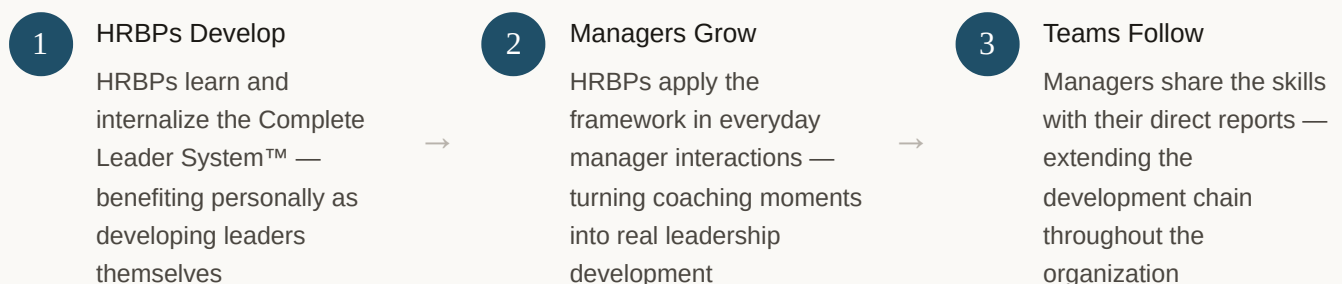 1
HRBPs Develop
HRBPs learn and
internalize the Complete
Leader System™ —
benefiting personally as
developing leaders
themselves
→
2
Managers Grow
HRBPs apply the
framework in everyday
manager interactions —
turning coaching moments
into real leadership
development
→
3
Teams Follow
Managers share the skills
with their direct reports —
extending the
development chain
throughout the
organization